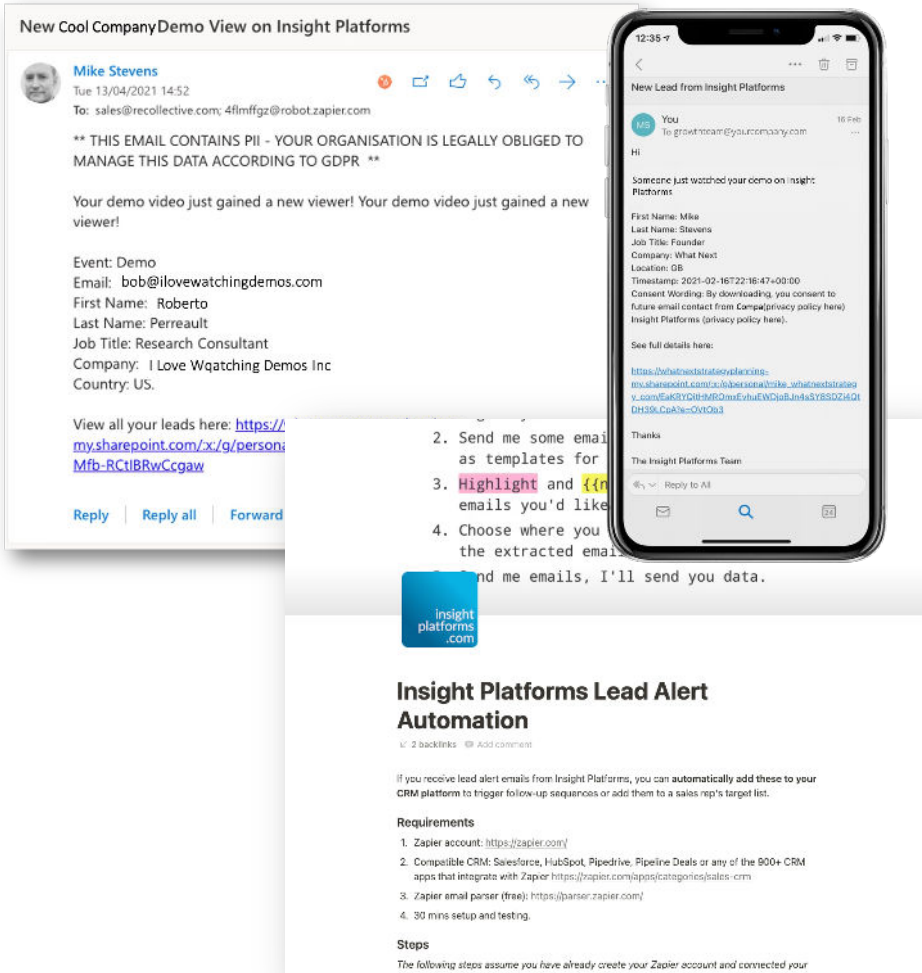 New Cool Company Demo View on Insight Platforms
Mike Stevens
Tue 13/04/2021 14:52
To: sales@recollective.com; 4flmffgz@robot.zapier.com
** THIS EMAIL CONTAINS PII - YOUR ORGANISATION IS LEGALLY OBLIGED TO
MANAGE THIS DATA ACCORDING TO GDPR **
Your demo video just gained a new viewer! Your demo video just gained a new
viewer!
Event: Demo
Email: bob@ilovewatchingdemos.com
First Name: Roberto
Last Name: Perreault
Job Title: Research Consultant
Company: I Love Wqatching Demos Inc
Country: US.
View all your leads here: https://
my.sharepoint.com/:x:/g/persona
Mfb-RCtIBRwCcgaw
Reply Reply all Forward
12:35
New Lead from Insight Platforms
MS
You
16 Feb
To growthteam@yourcompany.com
Hi
Someone just watched your demo on Insight
Platforms
First Name: Mike
Last Name: Stevens
Job Title: Founder
Company: What Next
Location: GB
Timestamp: 2021-02-16T22:16:47+00:00
Consent Wording: By downloading, you consent to
future email contact from Compa(privacy policy here)
Insight Platforms (privacy policy here).
See full details here:
https://whatnextstrategyplanning-
my.sharepoint.com/:x:/g/personal/mike_whatnextstrateg
Thanks
The Insight Platforms Team
Reply to All
24
2. Send me some emai
as templates for
3. Highlight and {{n
emails you'd like
4. Choose where you
the extracted emai
nd me emails, I'll send you data.
insight
platforms
.com
Insight Platforms Lead Alert
Automation
2 backlinks Add comment
If you receive lead alert emails from Insight Platforms, you can automatically add these to your
CRM platform to trigger follow-up sequences or add them to a sales rep's target list.
Requirements
1. Zapier account: https://zapier.com/
2. Compatible CRM: Salesforce, HubSpot, Pipedrive, Pipeline Deals or any of the 900+ CRM
apps that integrate with Zapier https://zapier.com/apps/categories/sales-crm
3. Zapier email parser (free): https://parser.zapier.com/
4. 30 mins setup and testing.
Steps
The following steps assume you have already create your Zapier account and connected your